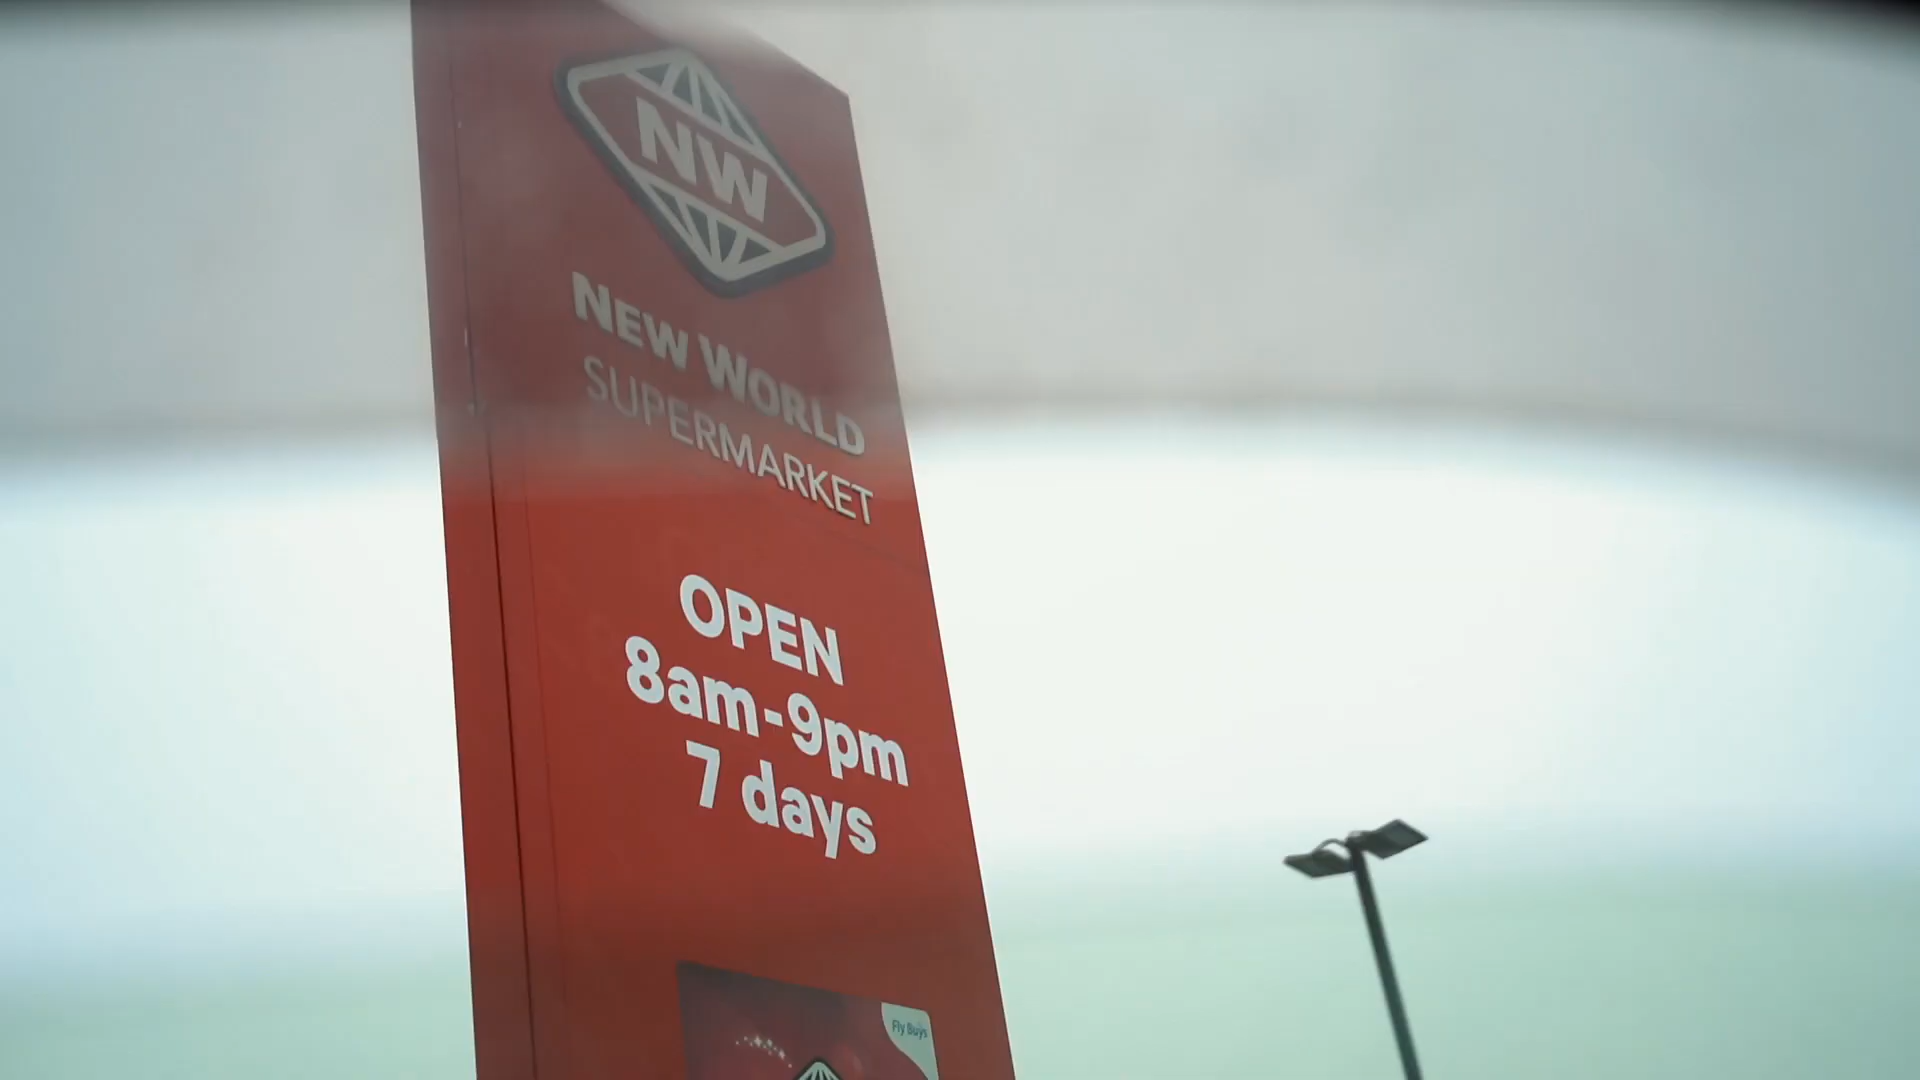 NW
NEW WORLD
SUPERMARKET
OPEN
8am-9pm
7 days
Fly Buys